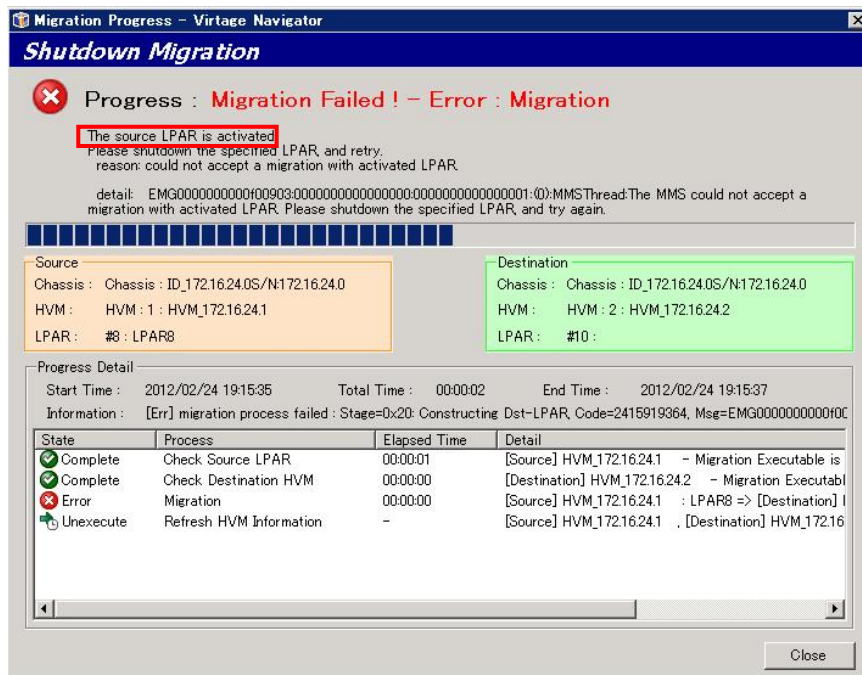 Migration Progress - Virtage Navigator
Shutdown Migration
Progress : Migration Failed ! - Error : Migration
The source LPAR is activated.
Please shutdown the specified LPAR, and retry.
reason: could not accept a migration with activated LPAR.
detail: EMG0000000000f00903:0000000000000000:0000000000000001:(0):MMSThread:The MMS could not accept a
migration with activated LPAR. Please shutdown the specified LPAR, and try again.
Source
Chassis : Chassis : ID_172.16.24.0S/N:172.16.24.0
HVM : HVM : 1 : HVM_172.16.24.1
LPAR : #8 : LPAR8
Destination
Chassis : Chassis : ID_172.16.24.0S/N:172.16.24.0
HVM : HVM : 2 : HVM_172.16.24.2
LPAR : #10 :
Progress Detail
Start Time : 2012/02/24 19:15:35 Total Time : 00:00:02 End Time : 2012/02/24 19:15:37
Information : [Err] migration process failed : Stage=0x20: Constructing Dst-LPAR, Code=2415919364, Msg=EMG0000000000f00
State Process Elapsed Time Detail
Complete Check Source LPAR 00:00:01 [Source] HVM_172.16.24.1 - Migration Executable is
Complete Check Destination HVM 00:00:00 [Destination] HVM_172.16.24.2 - Migration Executabl
Error Migration 00:00:00 [Source] HVM_172.16.24.1 : LPAR8 => [Destination]
Unexecute Refresh HVM Information - [Source] HVM_172.16.24.1 , [Destination] HVM_172.16
Close